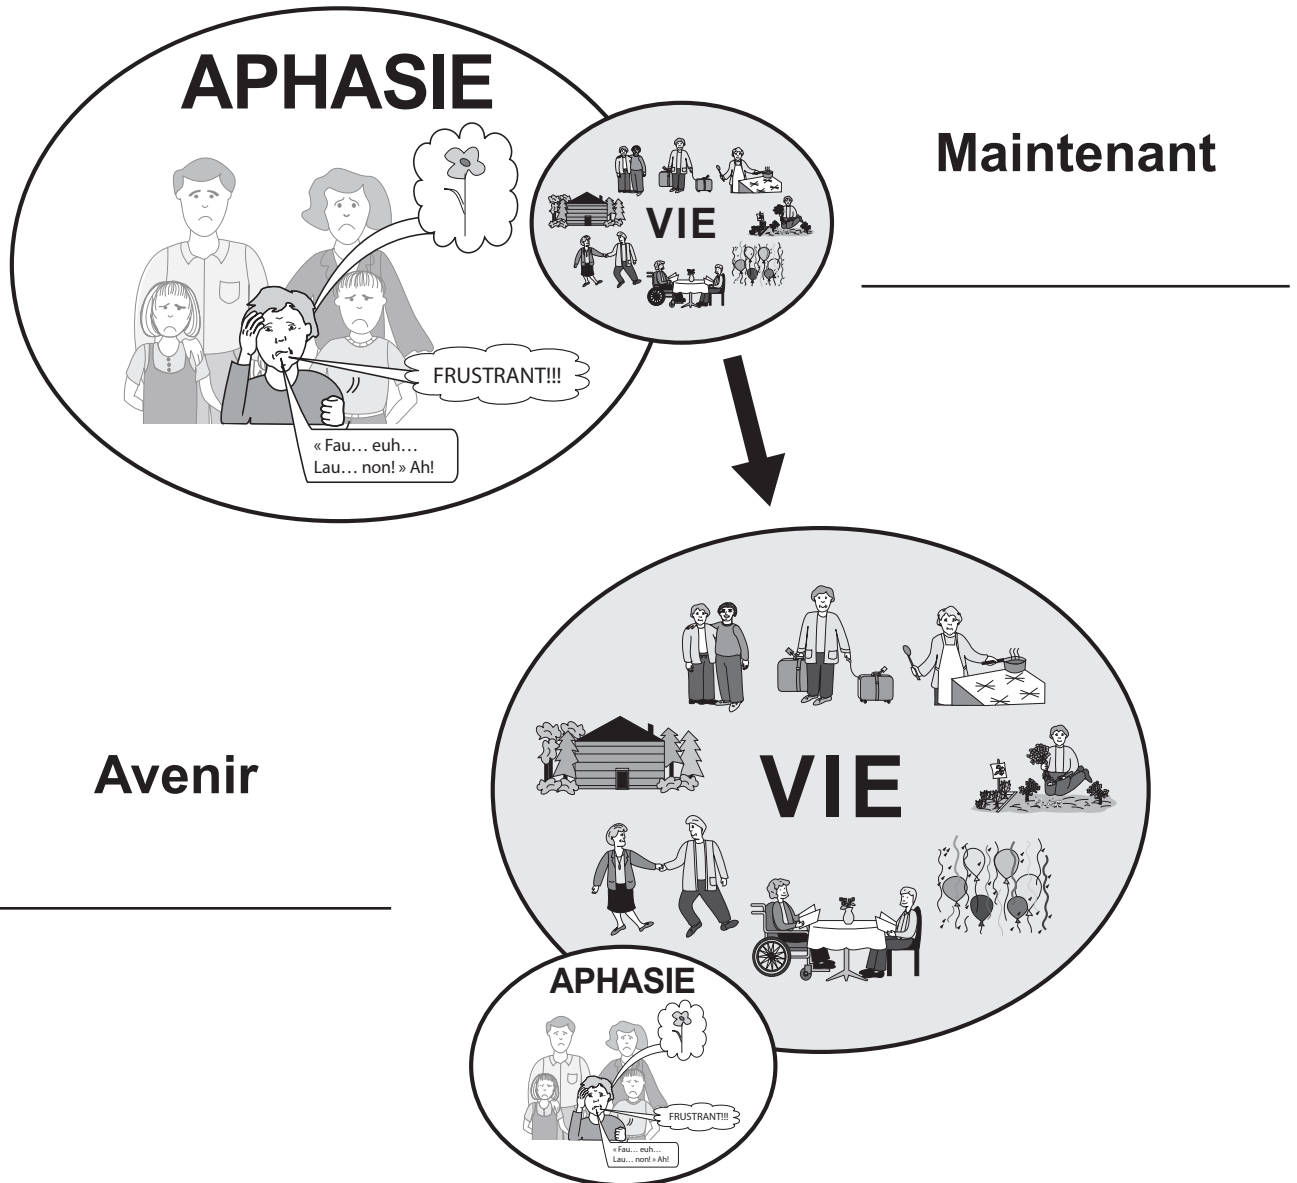 APHASIE
Maintenant
VIE
FRUSTRANT!!!
« Fau… euh…
Lau… non! » Ah!
Avenir
VIE
APHASIE
FRUSTRANT!!!
« Fau… euh…
Lau… non! » Ah!